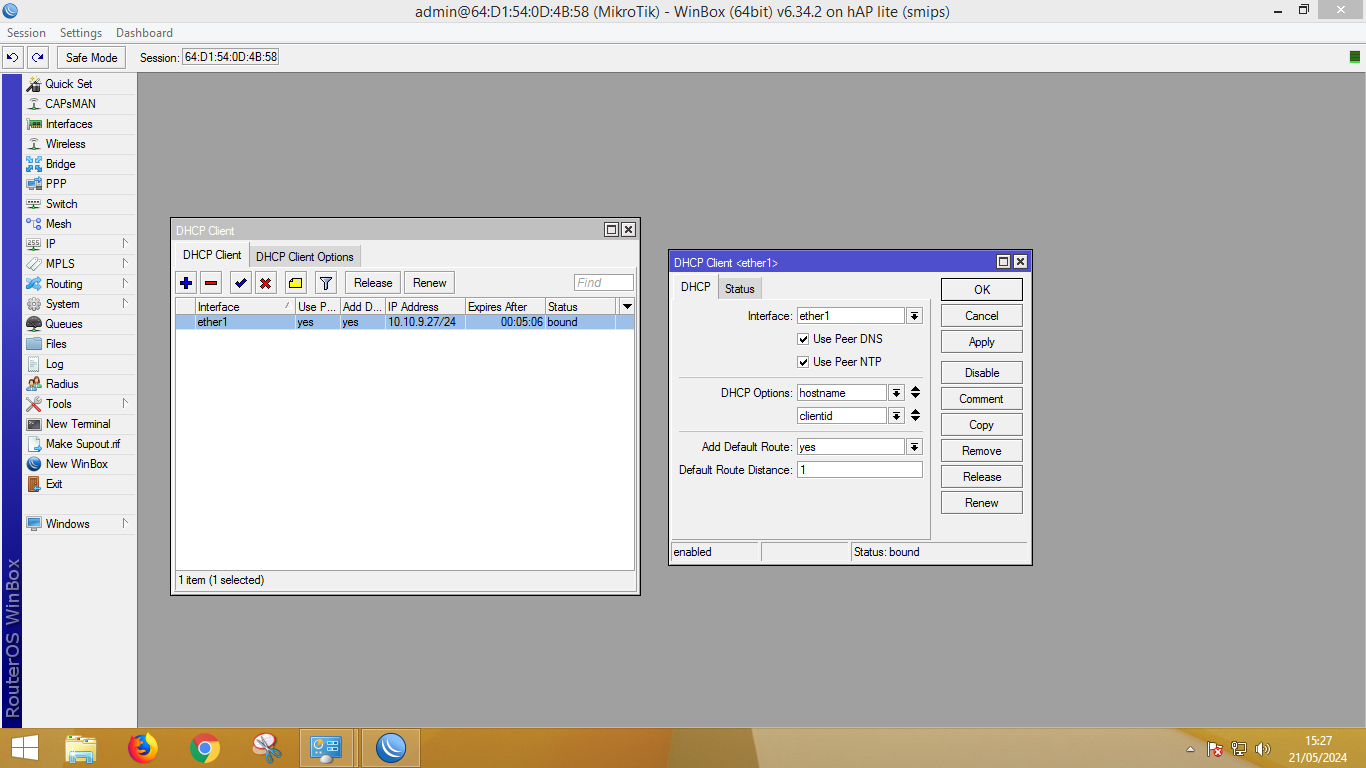 admin@64:D1:54:0D:4B:58 (MikroTik) - WinBox (64bit) v6.34.2 on hAP lite (smips)
Session Settings Dashboard
Safe Mode Session: 64:D1:54:0D:4B:58
Quick Set
CAPsMAN
Interfaces
Wireless
Bridge
PPP
Switch
Mesh
IP
MPLS
Routing
System
Queues
Files
Log
Radius
Tools
New Terminal
Make Supout.rif
New WinBox
Exit
Windows
RouterOS WinBox
DHCP Client
DHCP Client DHCP Client Options
Release Renew Find
Interface Use P... Add D... IP Address Expires After Status
ether1 yes yes 10.10.9.27/24 00:05:06 bound
1 item (1 selected)
DHCP Client <ether1>
DHCP Status
Interface: ether1
Use Peer DNS
Use Peer NTP
DHCP Options: hostname
clientid
Add Default Route: yes
Default Route Distance: 1
OK
Cancel
Apply
Disable
Comment
Copy
Remove
Release
Renew
enabled Status: bound
15:27
21/05/2024